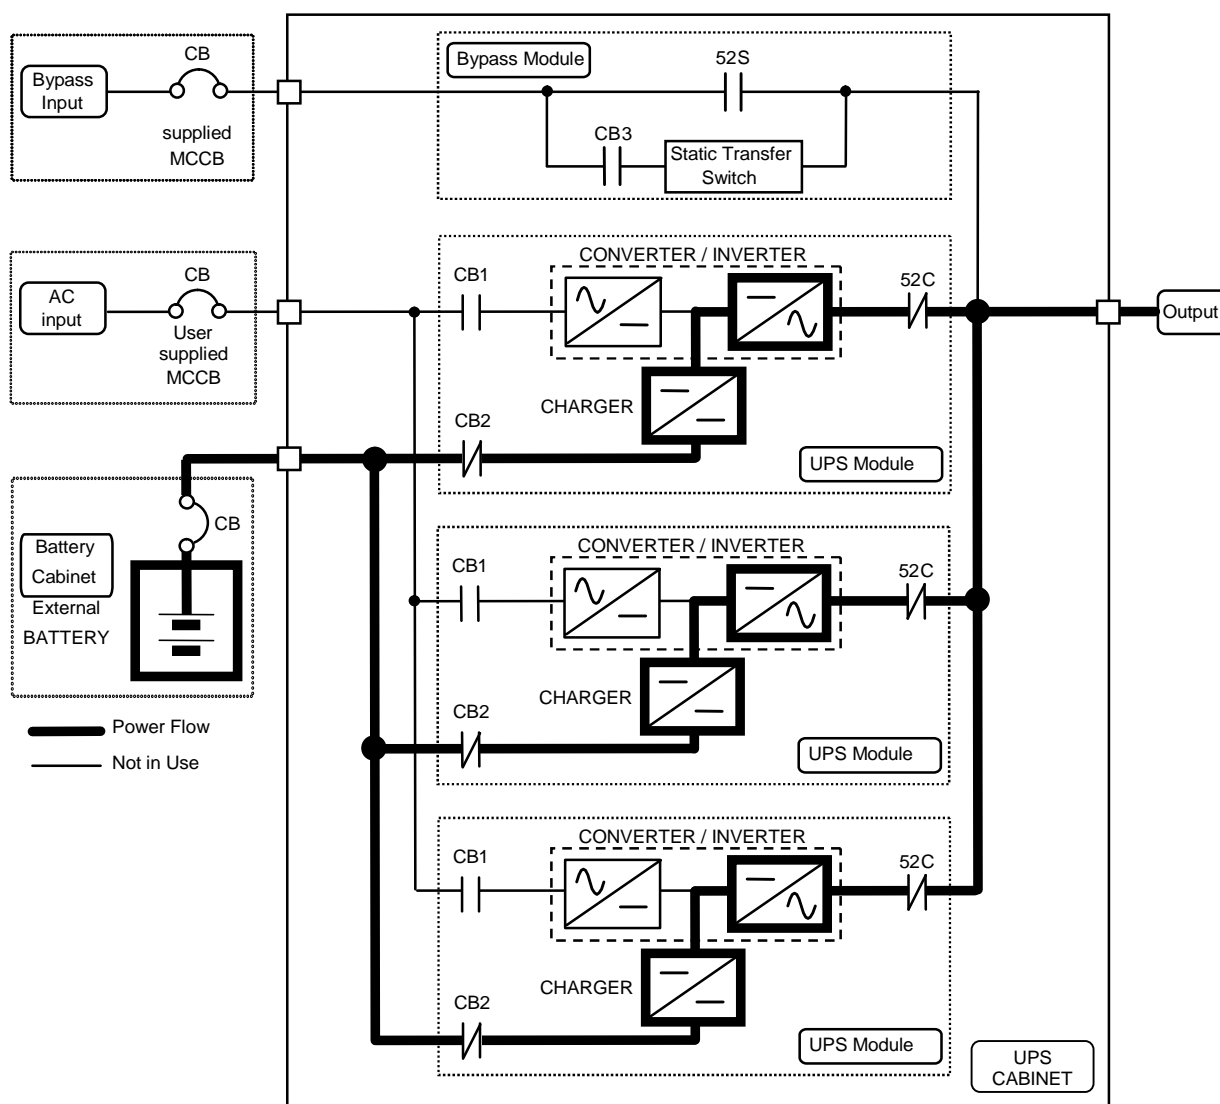 Bypass
Input
CB
supplied
MCCB
Bypass Module
52S
CB3
Static Transfer
Switch
AC
input
CB
User
supplied
MCCB
CONVERTER / INVERTER
CB1
52C
CHARGER
CB2
UPS Module
Output
Battery
Cabinet
External
BATTERY
CB
CONVERTER / INVERTER
CB1
52C
CHARGER
CB2
UPS Module
Power Flow
Not in Use
CONVERTER / INVERTER
CB1
52C
CHARGER
CB2
UPS Module
UPS
CABINET